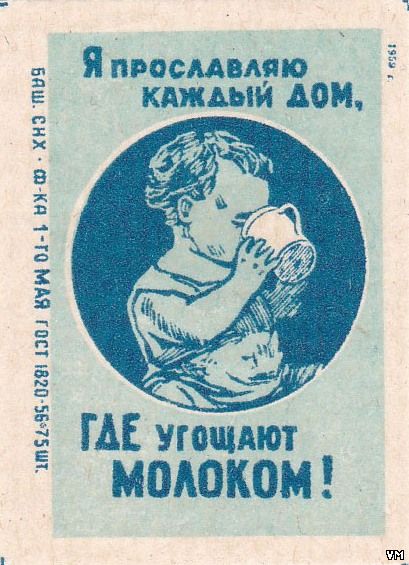 Я ПРОСЛАВЛЯЮ
КАЖДЫЙ ДОМ,
ГДЕ УГОЩАЮТ
МОЛОКОМ!
БАШ. СНХ · Ф-КА 1-ГО МАЯ ГОСТ 1820-56 75 ШТ.
1959 г.
VM